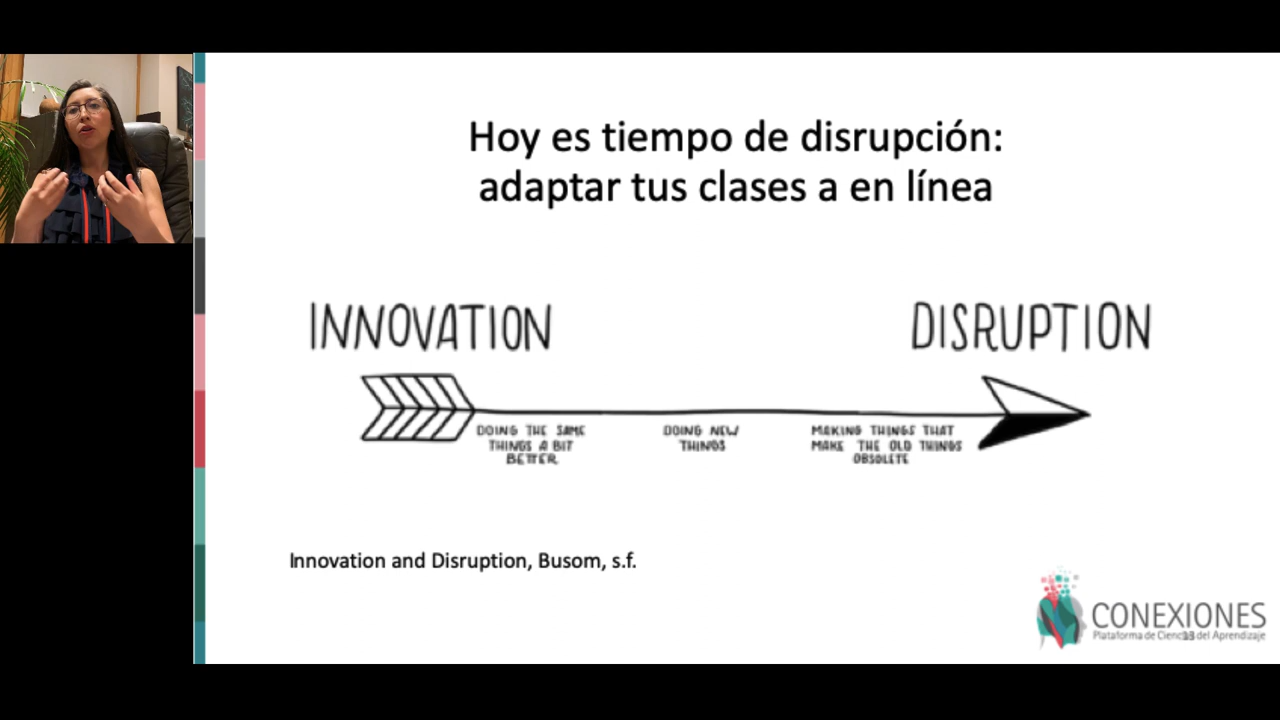 Hoy es tiempo de disrupción:
adaptar tus clases a en línea
INNOVATION
DISRUPTION
DOING THE SAME
THINGS A BIT
BETTER
DOING NEW
THINGS
MAKING THINGS THAT
MAKE THE OLD THINGS
OBSOLETE
Innovation and Disruption, Busom, s.f.
CONEXIONES
Plataforma de Ciencias del Aprendizaje
13